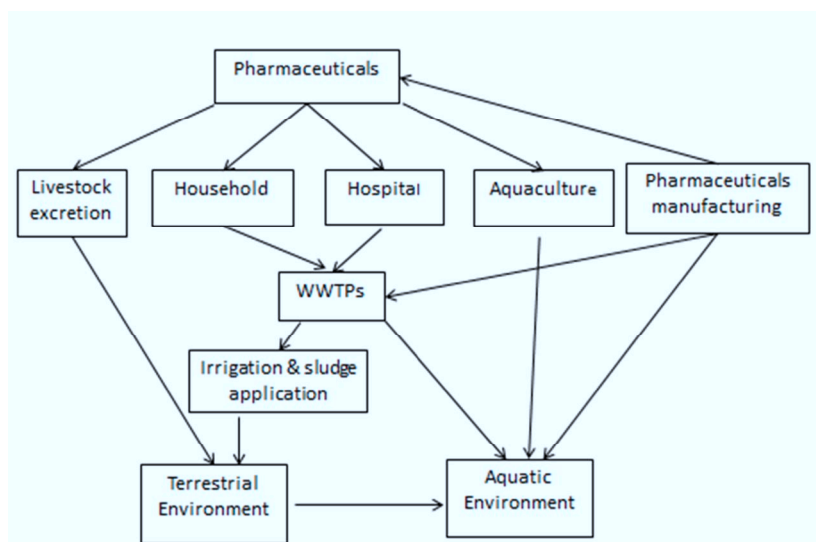 Pharmaceuticals
Livestock
excretion
Household
Hospital
Aquaculture
Pharmaceuticals
manufacturing
WWTPs
Irrigation & sludge
application
Terrestrial
Environment
Aquatic
Environment